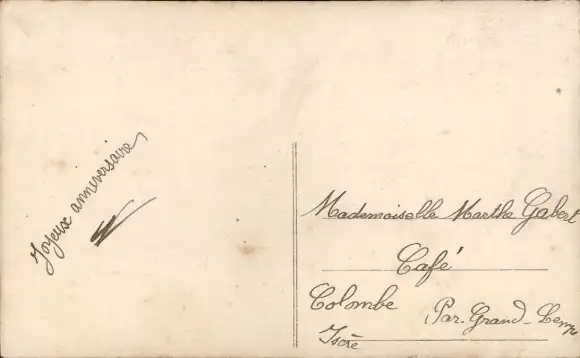 Joyeux anniversaire
Mademoiselle Marthe Gabert
Café
Colombe Par Grand-Lemps
Isère